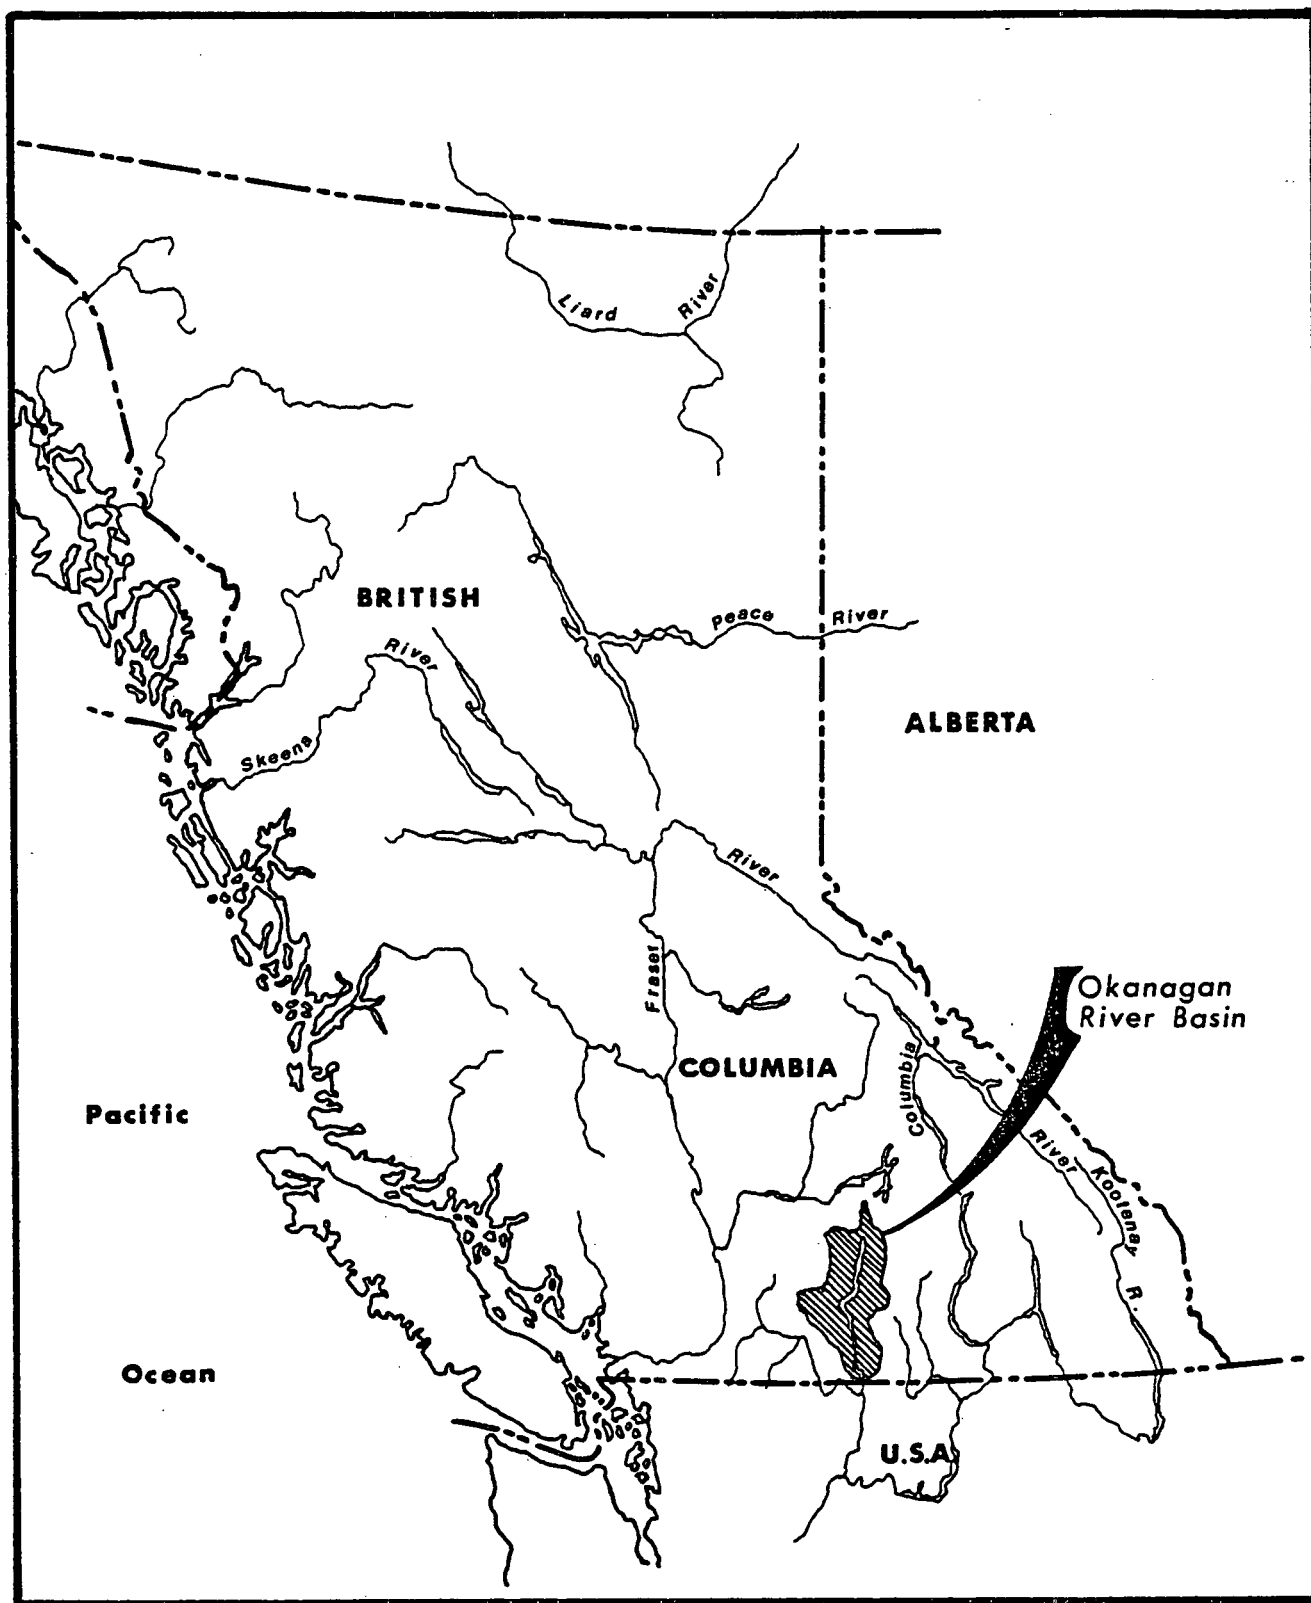 Liard River
BRITISH
Peace River
River
Skeena
ALBERTA
River
Fraser
Okanagan
River Basin
COLUMBIA
Columbia
Pacific
River
Kootenay R.
Ocean
U.S.A